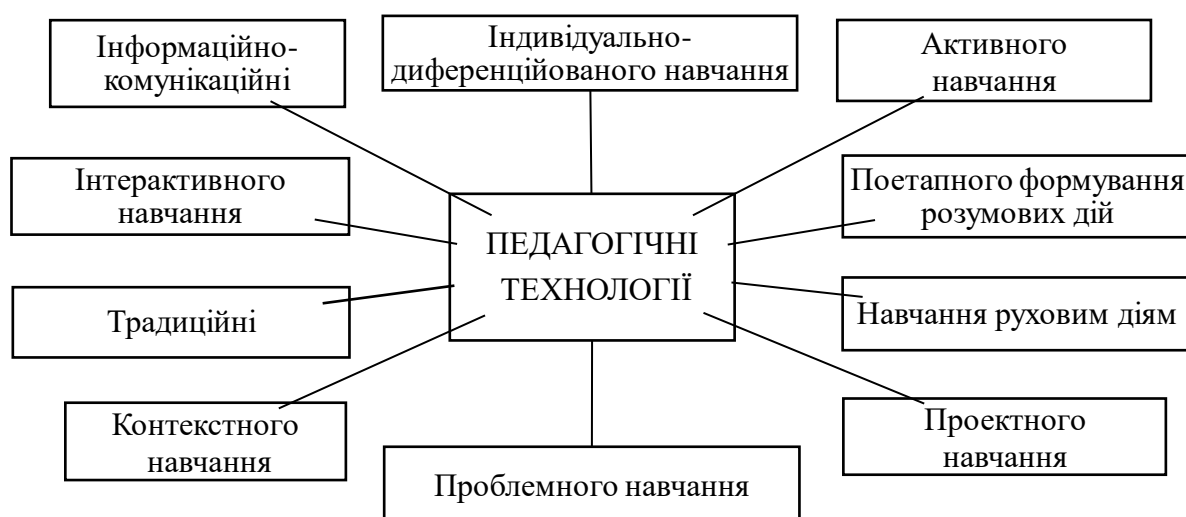 Інформаційно-
комунікаційні
Індивідуально-
диференційованого навчання
Активного
навчання
Інтерактивного
навчання
ПЕДАГОГІЧНІ
ТЕХНОЛОГІЇ
Поетапного формування
розумових дій
Традиційні
Навчання руховим діям
Контекстного
навчання
Проблемного навчання
Проектного
навчання